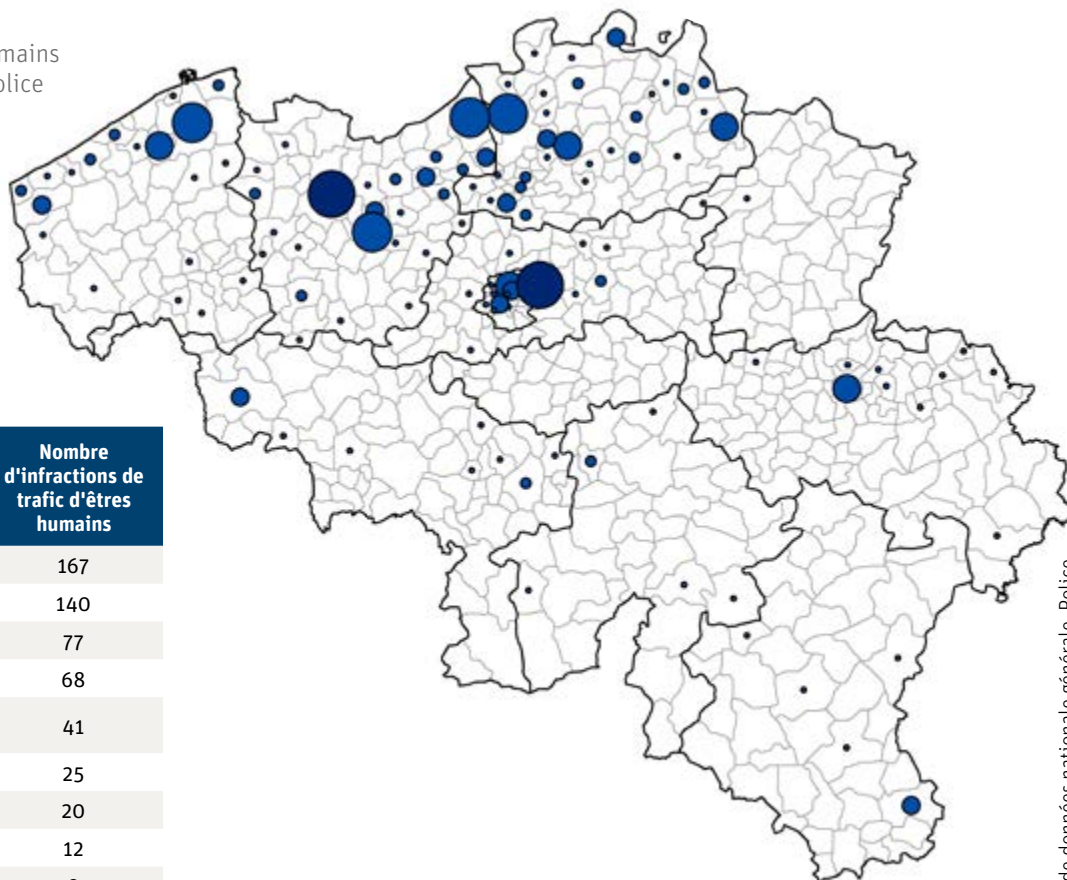 mains
olice
Nombre
d'infractions de
trafic d'êtres
humains
167
140
77
68
41
25
20
12
de données nationale générale, Police